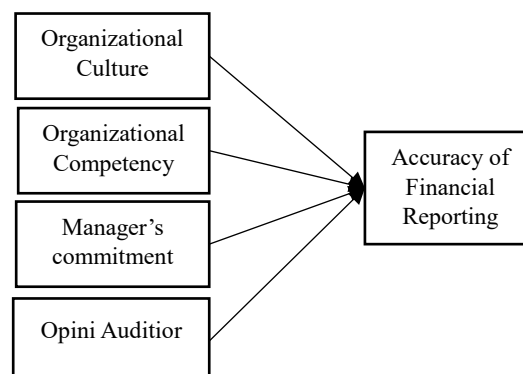 Organizational
Culture
Organizational
Competency
Manager’s
commitment
Opini Auditior
Accuracy of
Financial
Reporting